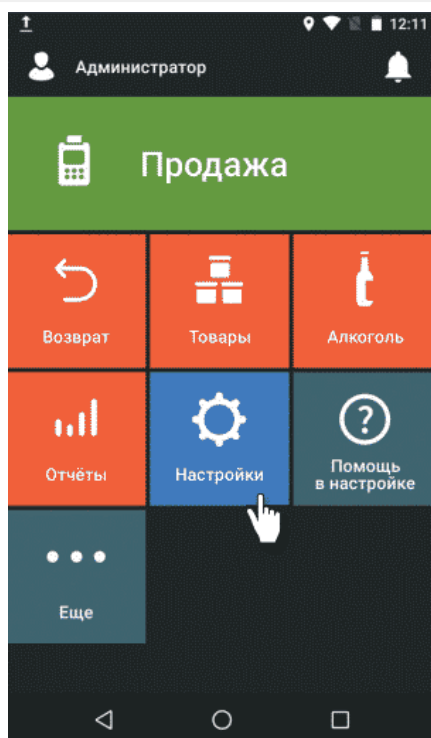 12:11
Администратор
Продажа
Возврат
Товары
Алкоголь
Отчёты
Настройки
Помощь
в настройке
Еще